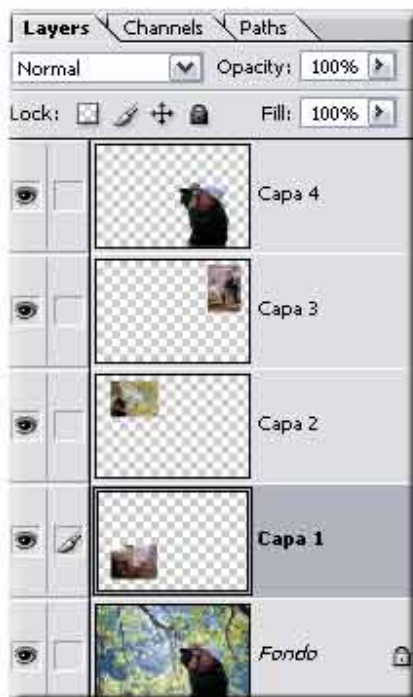 Layers Channels Paths
Normal Opacity: 100%
Lock: Fill: 100%
Capa 4
Capa 3
Capa 2
Capa 1
Fondo